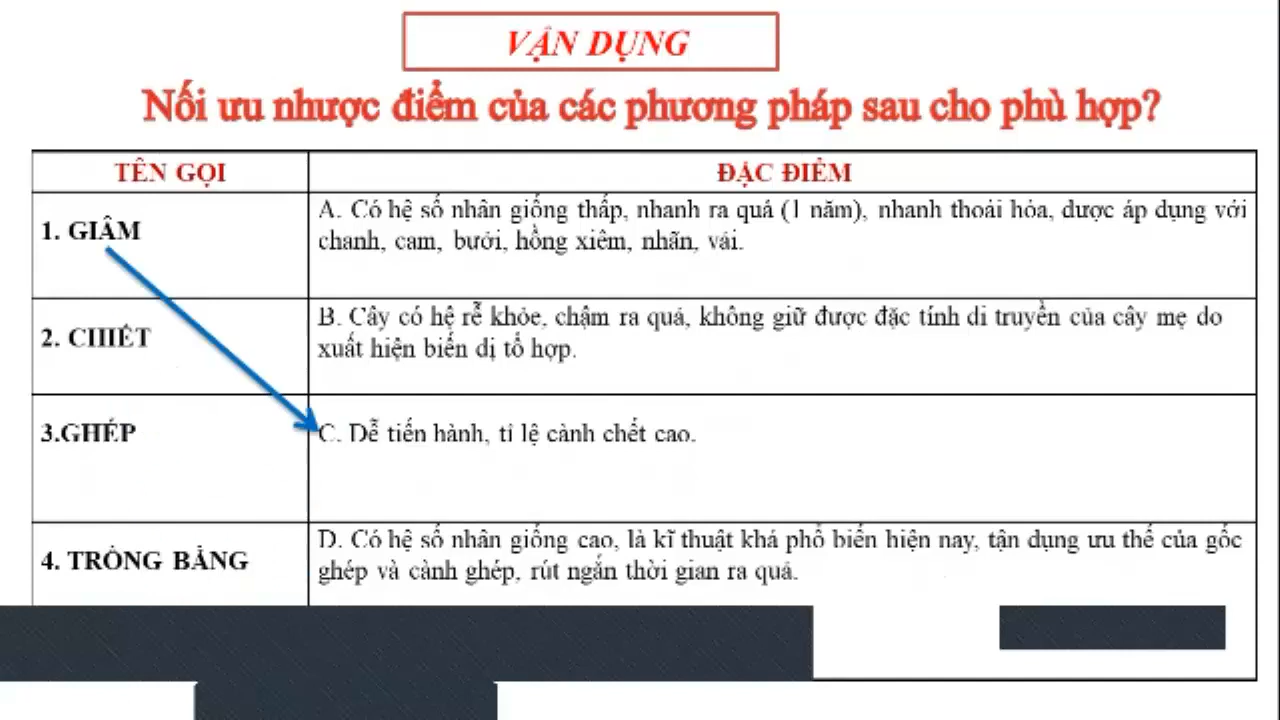 VẬN DỤNG
Nối ưu nhược điểm của các phương pháp sau cho phù hợp?
TÊN GỌI
ĐẶC ĐIỂM
1. GIÂM
A. Có hệ số nhân giống thấp, nhanh ra quả (1 năm), nhanh thoái hóa, được áp dụng với
chanh, cam, bưởi, hồng xiêm, nhãn, vải.
2. CHIẾT
B. Cây có hệ rễ khỏe, chậm ra quả, không giữ được đặc tính di truyền của cây mẹ do
xuất hiện biến dị tổ hợp.
3.GHÉP
C. Dễ tiến hành, tỉ lệ cành chết cao.
4. TRỒNG BẰNG
D. Có hệ số nhân giống cao, là kĩ thuật khá phổ biến hiện nay, tận dụng ưu thế của gốc
ghép và cành ghép, rút ngắn thời gian ra quả.